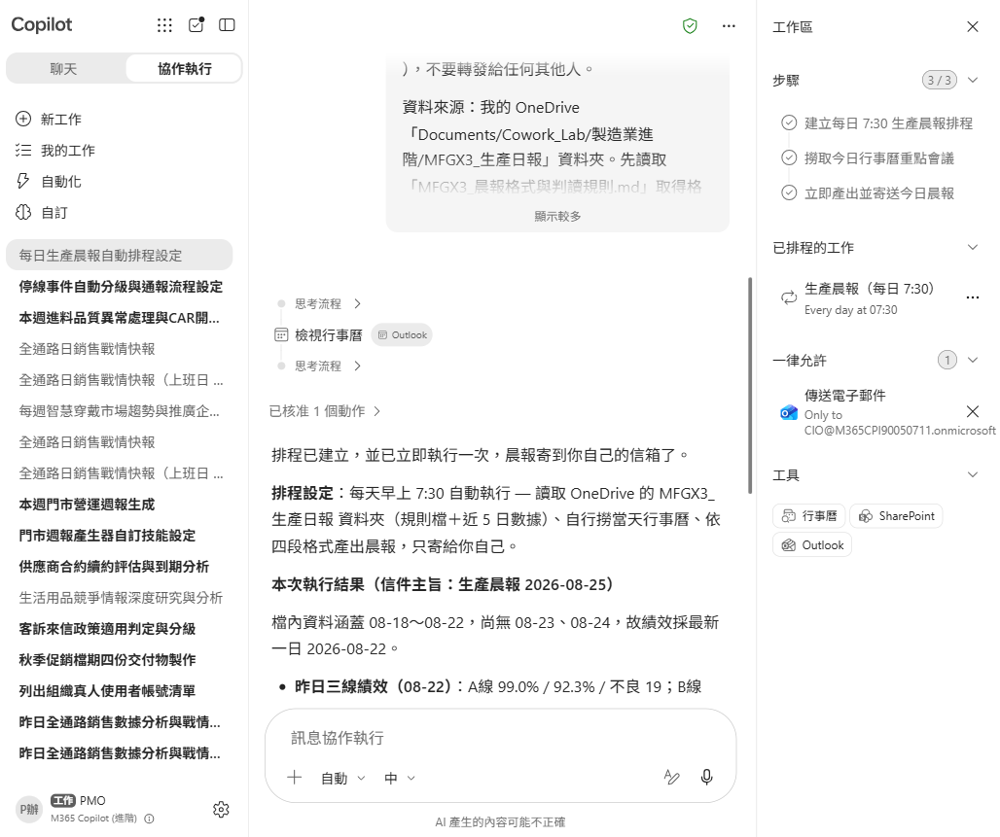 Copilot
聊天
協作執行
新工作
我的工作
自動化
自訂
每日生產晨報自動排程設定
停線事件自動分級與通報流程設定
本週進料品質異常處理與CAR開...
全通路日銷售戰情快報
全通路日銷售戰情快報（上班日 ...
每週智慧穿戴市場趨勢與推廣企...
全通路日銷售戰情快報
全通路日銷售戰情快報（上班日 ...
本週門市營運週報生成
門市週報產生器自訂技能設定
供應商合約續約評估與到期分析
生活用品競爭情報深度研究與分析
客訴來信政策適用判定與分級
秋季促銷檔期四份交付物製作
列出組織真人使用者帳號清單
昨日全通路銷售數據分析與戰情...
昨日全通路銷售數據分析與戰情...
P辦
工作 PMO
M365 Copilot (進階)
），不要轉發給任何其他人。
資料來源：我的 OneDrive
「Documents/Cowork_Lab/製造業進
階/MFGX3_生產日報」資料夾。先讀取
「MFGX3_晨報格式與判讀規則.md」取得格
顯示較多
思考流程
檢視行事曆 Outlook
思考流程
已核准 1 個動作
排程已建立，並已立即執行一次，晨報寄到你自己的信箱了。
排程設定：每天早上 7:30 自動執行 — 讀取 OneDrive 的 MFGX3_
生產日報 資料夾（規則檔＋近 5 日數據）、自行撈當天行事曆、依
四段格式產出晨報，只寄給你自己。
本次執行結果（信件主旨：生產晨報 2026-08-25）
檔內資料涵蓋 08-18～08-22，尚無 08-23、08-24，故績效採最新
一日 2026-08-22。
• 昨日三線績效（08-22）：A線 99.0% / 92.3% / 不良 19；B線
訊息協作執行
自動
中
AI 產生的內容可能不正確
工作區
步驟
3 / 3
建立每日 7:30 生產晨報排程
撈取今日行事曆重點會議
立即產出並寄送今日晨報
已排程的工作
生產晨報（每日 7:30）
Every day at 07:30
一律允許
1
傳送電子郵件
Only to
CIO@M365CPI90050711.onmicrosoft
工具
行事曆
SharePoint
Outlook